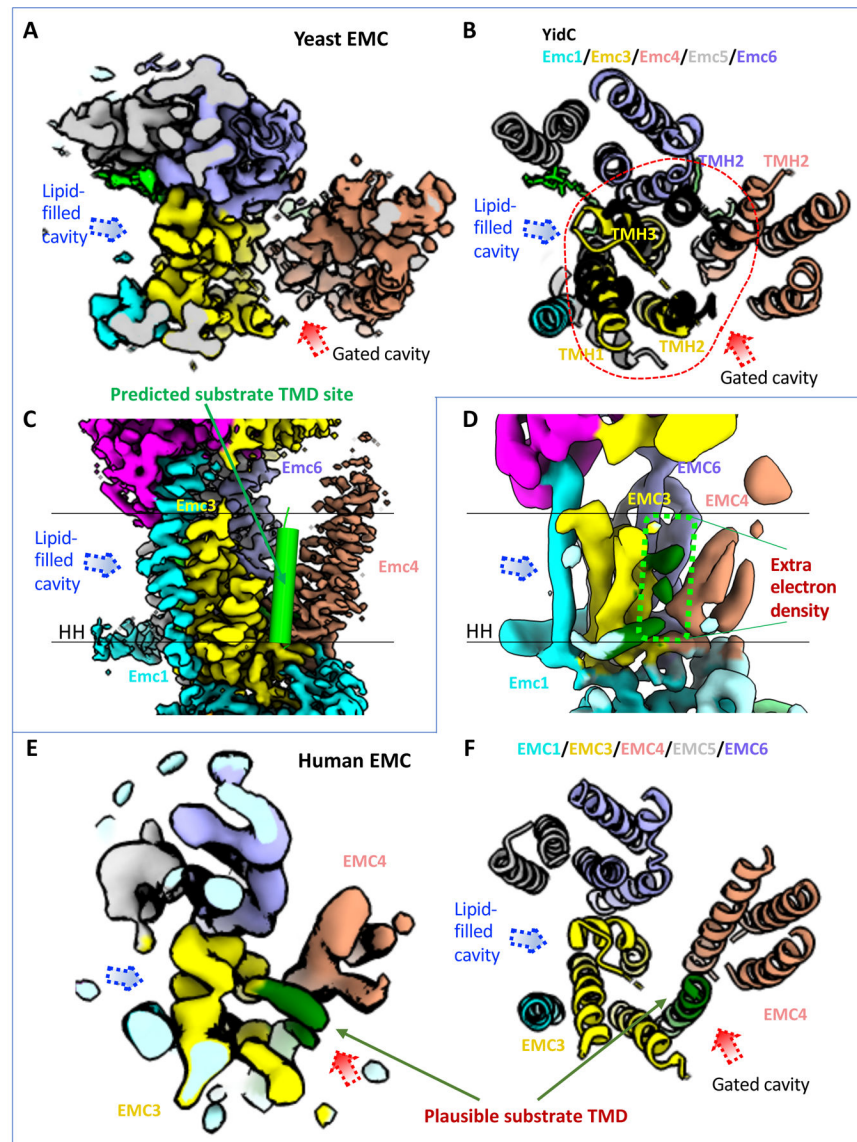 A
Yeast EMC
Lipid-
filled
cavity
Gated cavity
B
YidC
Emc1/Emc3/Emc4/Emc5/Emc6
TMH2
TMH2
Lipid-
filled
cavity
TMH3
TMH1
TMH2
Gated cavity
Predicted substrate TMD site
C
Emc6
Emc3
Lipid-
filled
cavity
Emc4
HH
Emc1
D
EMC6
EMC3
EMC4
Extra
electron
density
HH
Emc1
E
Human EMC
EMC4
EMC3
F
EMC1/EMC3/EMC4/EMC5/EMC6
Lipid-
filled
cavity
EMC3
EMC4
Gated cavity
Plausible substrate TMD